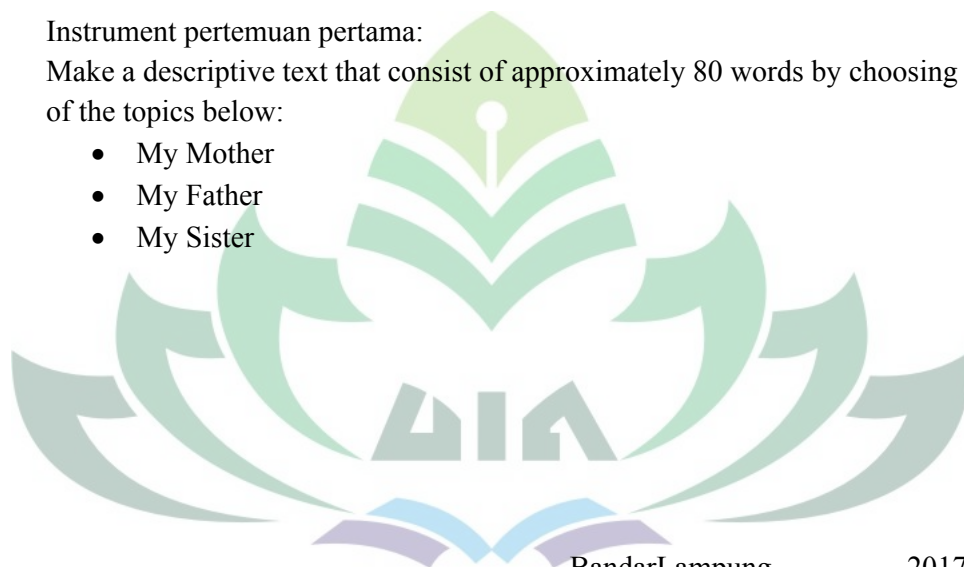 Instrument pertemuan pertama:
Make a descriptive text that consist of approximately 80 words by choosing
of the topics below:
• My Mother
• My Father
• My Sister
UIN
BandarLampung, 2017